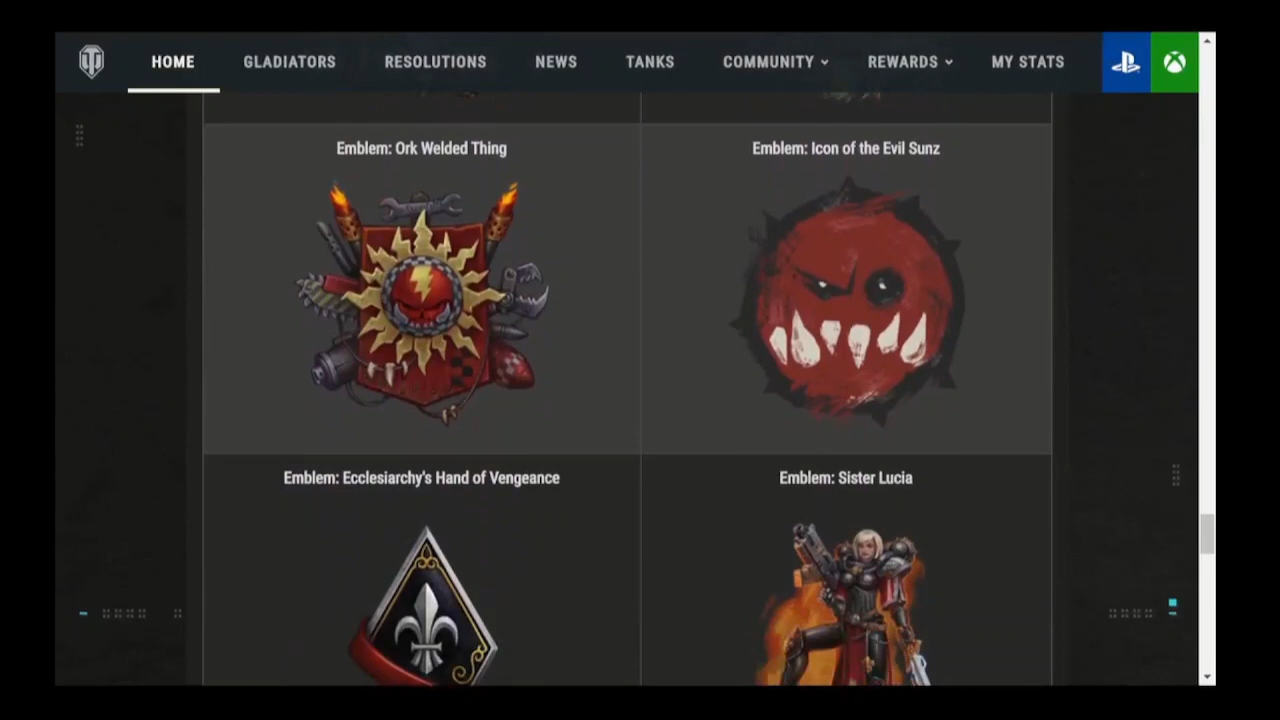 HOME GLADIATORS RESOLUTIONS NEWS TANKS COMMUNITY REWARDS MY STATS
Emblem: Ork Welded Thing
Emblem: Icon of the Evil Sunz
Emblem: Ecclesiarchy's Hand of Vengeance
Emblem: Sister Lucia